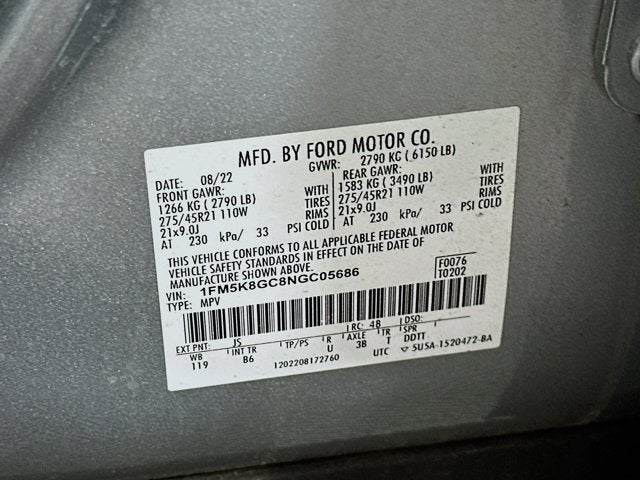 MFD. BY FORD MOTOR CO.
DATE: 08/22 GVWR: 2790 KG ( 6150 LB)
FRONT GAWR: REAR GAWR:
1266 KG ( 2790 LB) WITH 1583 KG ( 3490 LB) WITH
275/45R21 110W TIRES 275/45R21 110W TIRES
21x9.0J RIMS 21x9.0J RIMS
AT 230 kPa/ 33 PSI COLD AT 230 kPa/ 33 PSI COLD
THIS VEHICLE CONFORMS TO ALL APPLICABLE FEDERAL MOTOR
VEHICLE SAFETY STANDARDS IN EFFECT ON THE DATE OF
MANUFACTURE SHOWN ABOVE.
VIN: 1FM5K8GC8NGC05686 F0076
TYPE: MPV T0202
EXT PNT: JS RC: 48 DSO:
WB INT TR TP/PS R AXLE TR SPR
119 B6 U 3B T DDTT
1202208172760 UTC 5U5A-1520472-BA